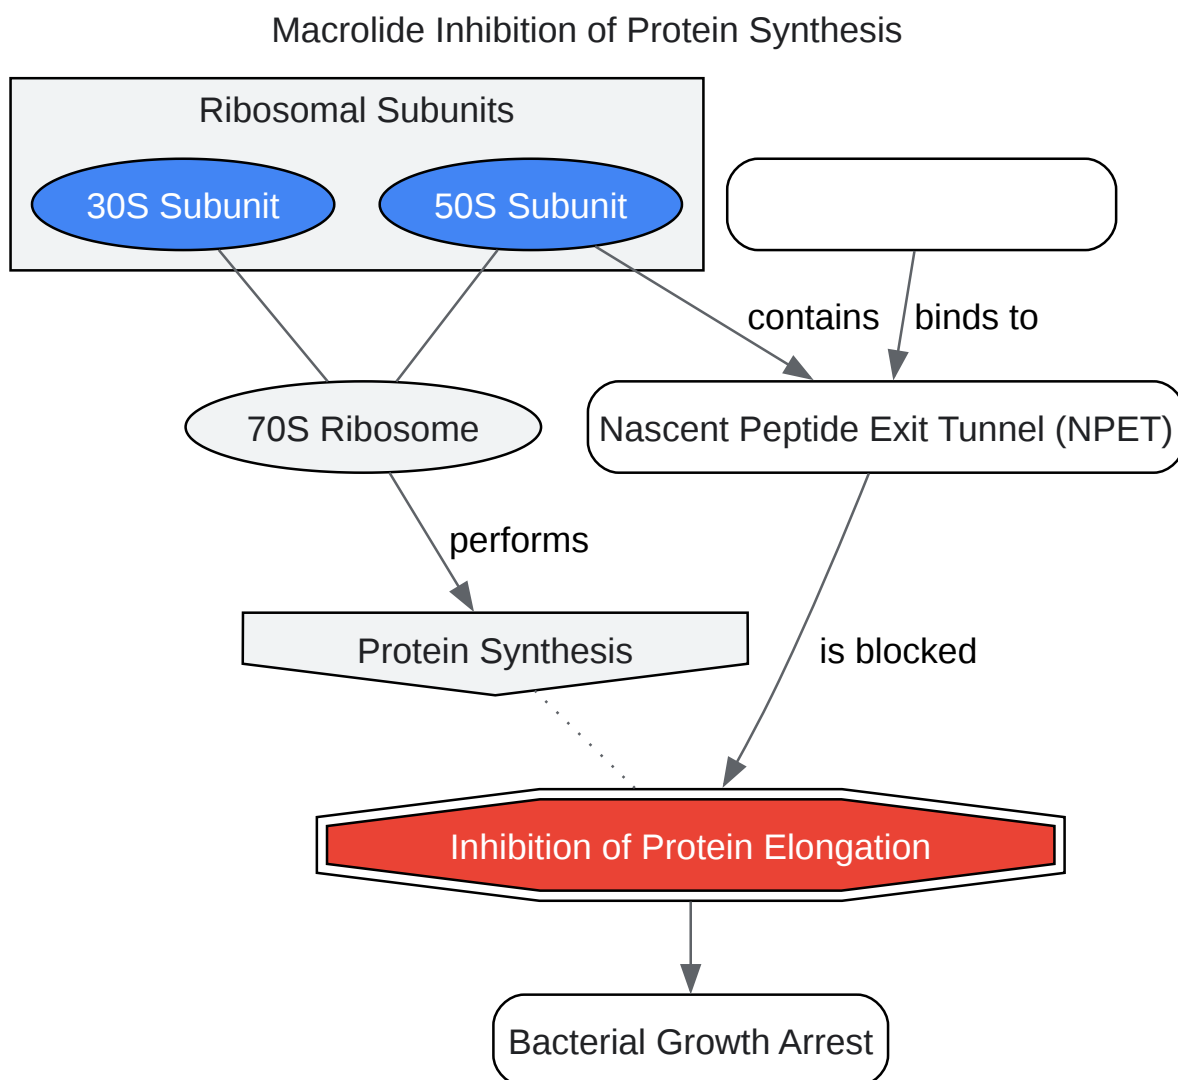 Macrolide Inhibition of Protein Synthesis
Ribosomal Subunits
30S Subunit
50S Subunit
contains
binds to
70S Ribosome
Nascent Peptide Exit Tunnel (NPET)
performs
Protein Synthesis
is blocked
Inhibition of Protein Elongation
Bacterial Growth Arrest